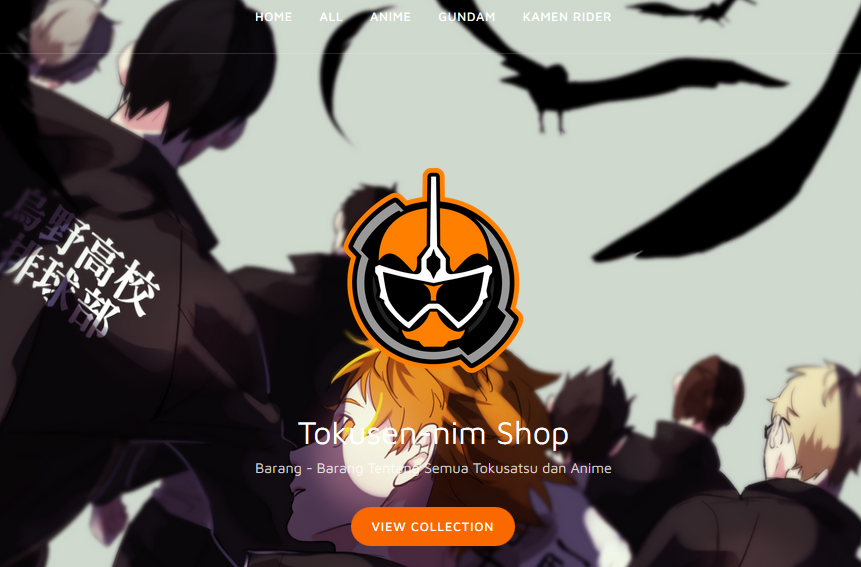 HOME ALL ANIME GUNDAM KAMEN RIDER
烏野高校
排球部
Tokusen-nim Shop
Barang - Barang Tentang Semua Tokusatsu dan Anime
VIEW COLLECTION